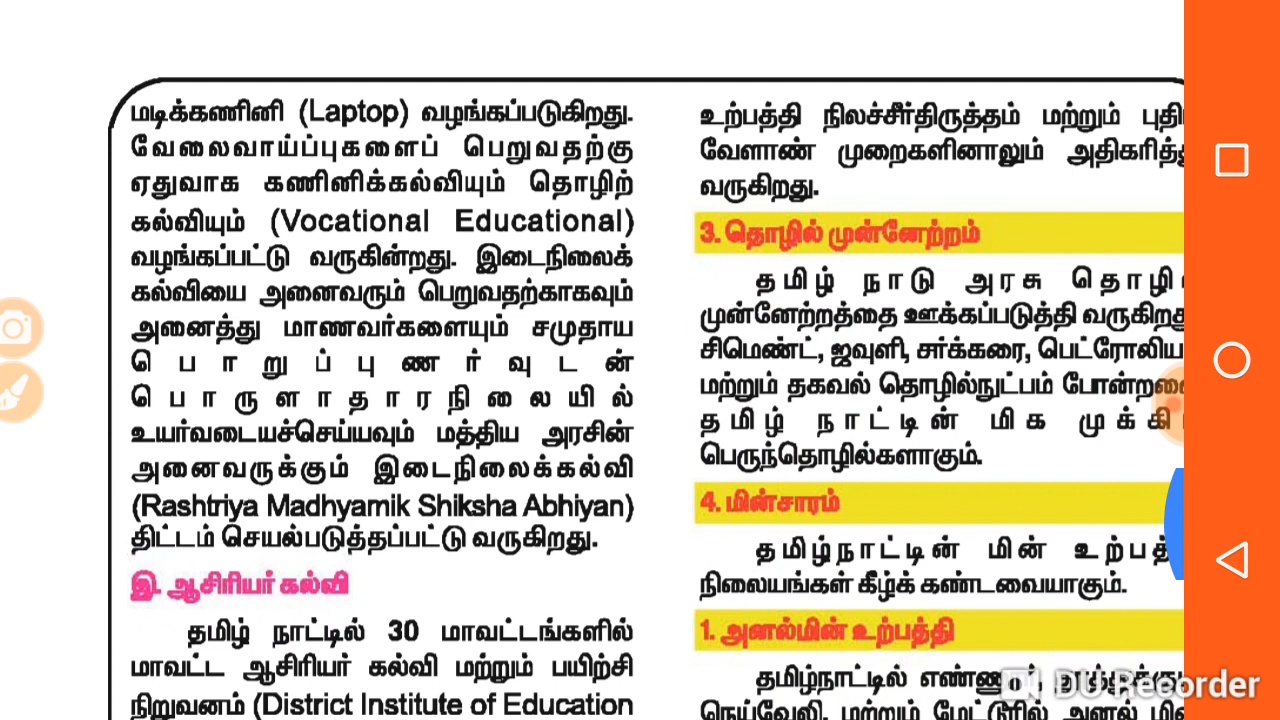 மடிக்கணினி (Laptop) வழங்கப்படுகிறது.
வேலைவாய்ப்புகளைப் பெறுவதற்கு
ஏதுவாக கணினிக்கல்வியும் தொழிற்
கல்வியும் (Vocational Educational)
வழங்கப்பட்டு வருகின்றது. இடைநிலைக்
கல்வியை அனைவரும் பெறுவதற்காகவும்
அனைத்து மாணவர்களையும் சமுதாய
பொறுப்புணர்வுடன்
பொருளாதாரநிலையில்
உயர்வடையச்செய்யவும் மத்திய அரசின்
அனைவருக்கும் இடைநிலைக்கல்வி
(Rashtriya Madhyamik Shiksha Abhiyan)
திட்டம் செயல்படுத்தப்பட்டு வருகிறது.
இ. ஆசிரியர் கல்வி
தமிழ் நாட்டில் 30 மாவட்டங்களில்
மாவட்ட ஆசிரியர் கல்வி மற்றும் பயிற்சி
நிறுவனம் (District Institute of Education
உற்பத்தி நிலச்சீர்திருத்தம் மற்றும்
வேளாண் முறைகளினாலும்
வருகிறது.
3. தொழில் முன்னேற்றம்
தமிழ் நாடு அரசு
முன்னேற்றத்தை ஊக்கப்படுத்தி
சிமெண்ட், ஜவுளி, சர்க்கரை,
மற்றும் தகவல் தொழில்நுட்பம்
தமிழ் நாட்டின் மிக
பெருந்தொழில்களாகும்.
4. மின்சாரம்
தமிழ்நாட்டின் மின்
நிலையங்கள் கீழ்க் கண்டவையாகும்.
1. அனல்மின் உற்பத்தி
தமிழ்நாட்டில் எண்ணூர்,
நெய்வேலி, மற்றும் மேட்டூரில் அனல்
DU Recorder